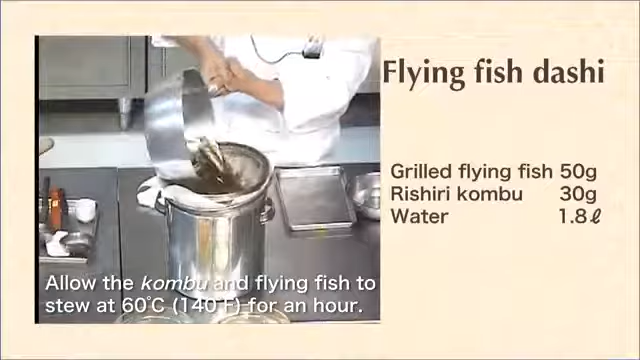 Flying fish dashi
Grilled flying fish 50g
Rishiri kombu 30g
Water 1.8ℓ
Allow the kombu and flying fish to
stew at 60°C (140°F) for an hour.